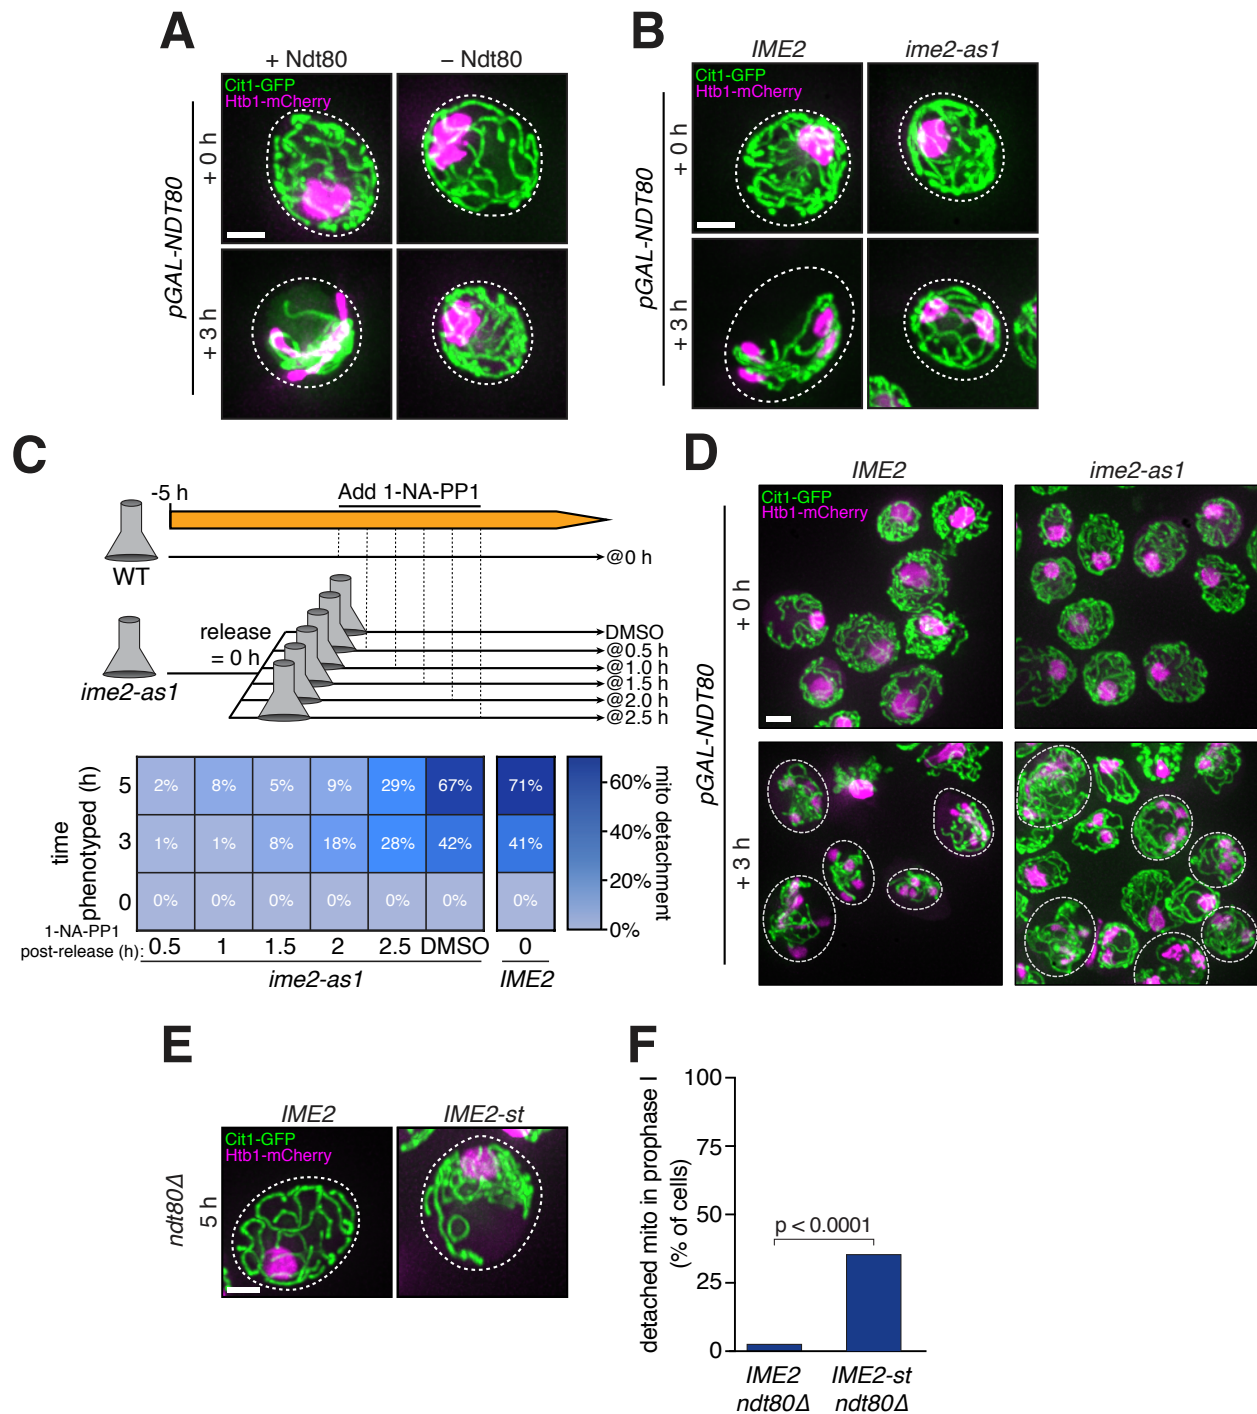 A
+ Ndt80
– Ndt80
pGAL-NDT80
+ 0 h
+ 3 h
Cit1-GFP
Htb1-mCherry
B
IME2
ime2-as1
pGAL-NDT80
+ 0 h
+ 3 h
Cit1-GFP
Htb1-mCherry
C
-5 h
Add 1-NA-PP1
WT
@0 h
release
= 0 h
ime2-as1
DMSO
@0.5 h
@1.0 h
@1.5 h
@2.0 h
@2.5 h
time
phenotyped (h)
5
2%
8%
5%
9%
29%
67%
71%
3
1%
1%
8%
18%
28%
42%
41%
0
0%
0%
0%
0%
0%
0%
0%
60%
40%
20%
0%
mito detachment
1-NA-PP1
post-release (h):
0.5
1
1.5
2
2.5
DMSO
0
ime2-as1
IME2
D
IME2
ime2-as1
pGAL-NDT80
+ 0 h
+ 3 h
Cit1-GFP
Htb1-mCherry
E
IME2
IME2-st
ndt80Δ
5 h
Cit1-GFP
Htb1-mCherry
F
detached mito in prophase I
(% of cells)
100
75
50
25
0
p < 0.0001
IME2
ndt80Δ
IME2-st
ndt80Δ